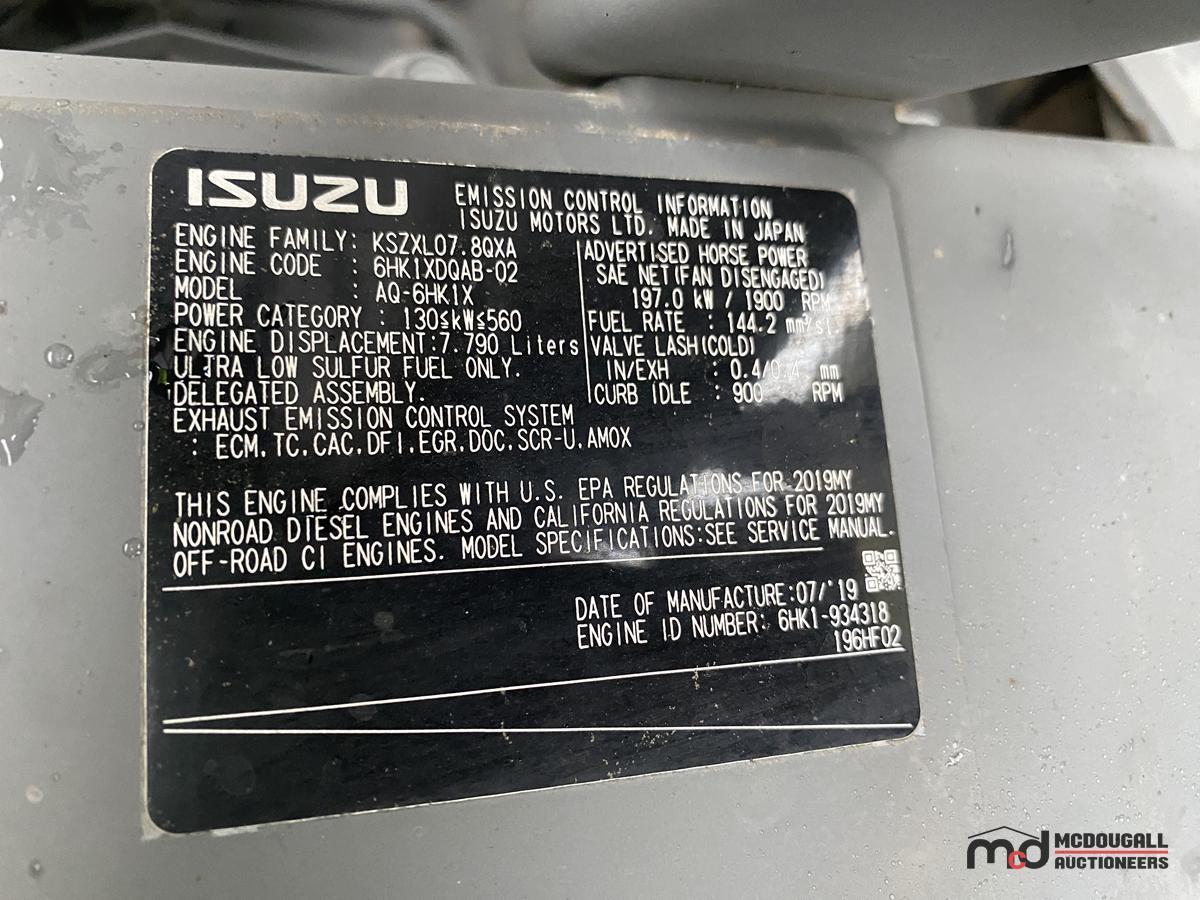 ISUZU
EMISSION CONTROL INFORMATION
ISUZU MOTORS LTD. MADE IN JAPAN
ENGINE FAMILY: KSZXL07.8QXA
ENGINE CODE : 6HK1XDQAB-02
MODEL : AQ-6HK1X
POWER CATEGORY : 130≤kW≤560
ENGINE DISPLACEMENT:7.790 Liters
ULTRA LOW SULFUR FUEL ONLY.
DELEGATED ASSEMBLY.
ADVERTISED HORSE POWER
SAE NET(FAN DISENGAGED)
197.0 kW / 1900 RPM
FUEL RATE : 144.2 mm³/st.
VALVE LASH(COLD)
IN/EXH : 0.4/0.4 mm
CURB IDLE : 900 RPM
EXHAUST EMISSION CONTROL SYSTEM
: ECM.TC.CAC.DFI.EGR.DOC.SCR-U.AMOX
THIS ENGINE COMPLIES WITH U.S. EPA REGULATIONS FOR 2019MY
NONROAD DIESEL ENGINES AND CALIFORNIA REGULATIONS FOR 2019MY
OFF-ROAD CI ENGINES. MODEL SPECIFICATIONS:SEE SERVICE MANUAL.
DATE OF MANUFACTURE:07/'19
ENGINE ID NUMBER: 6HK1-934318
196HF02
mcd MCDOUGALL
AUCTIONEERS